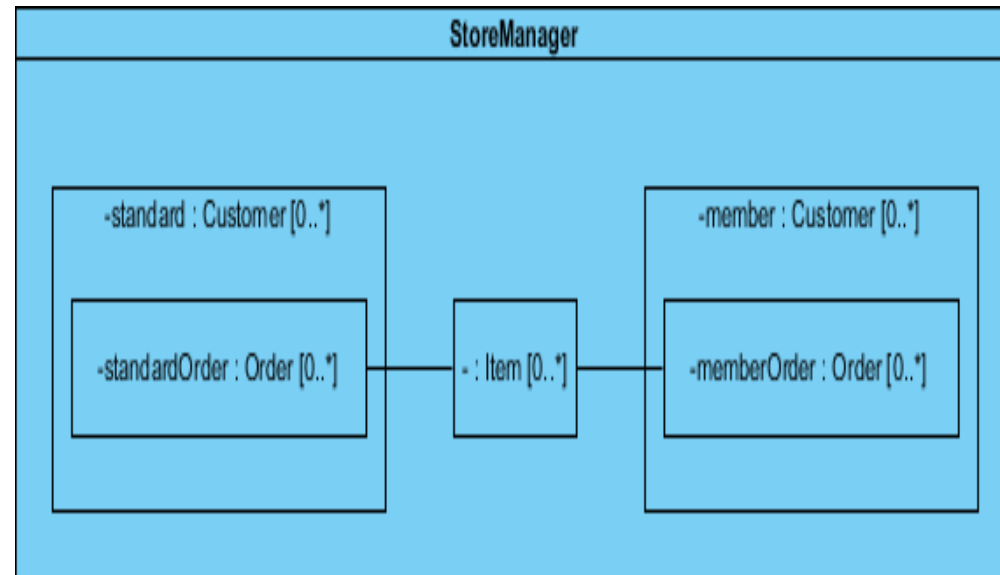 StoreManager
-standard : Customer [0..*]
-member : Customer [0..*]
-standardOrder : Order [0..*]
- : Item [0..*]
-memberOrder : Order [0..*]